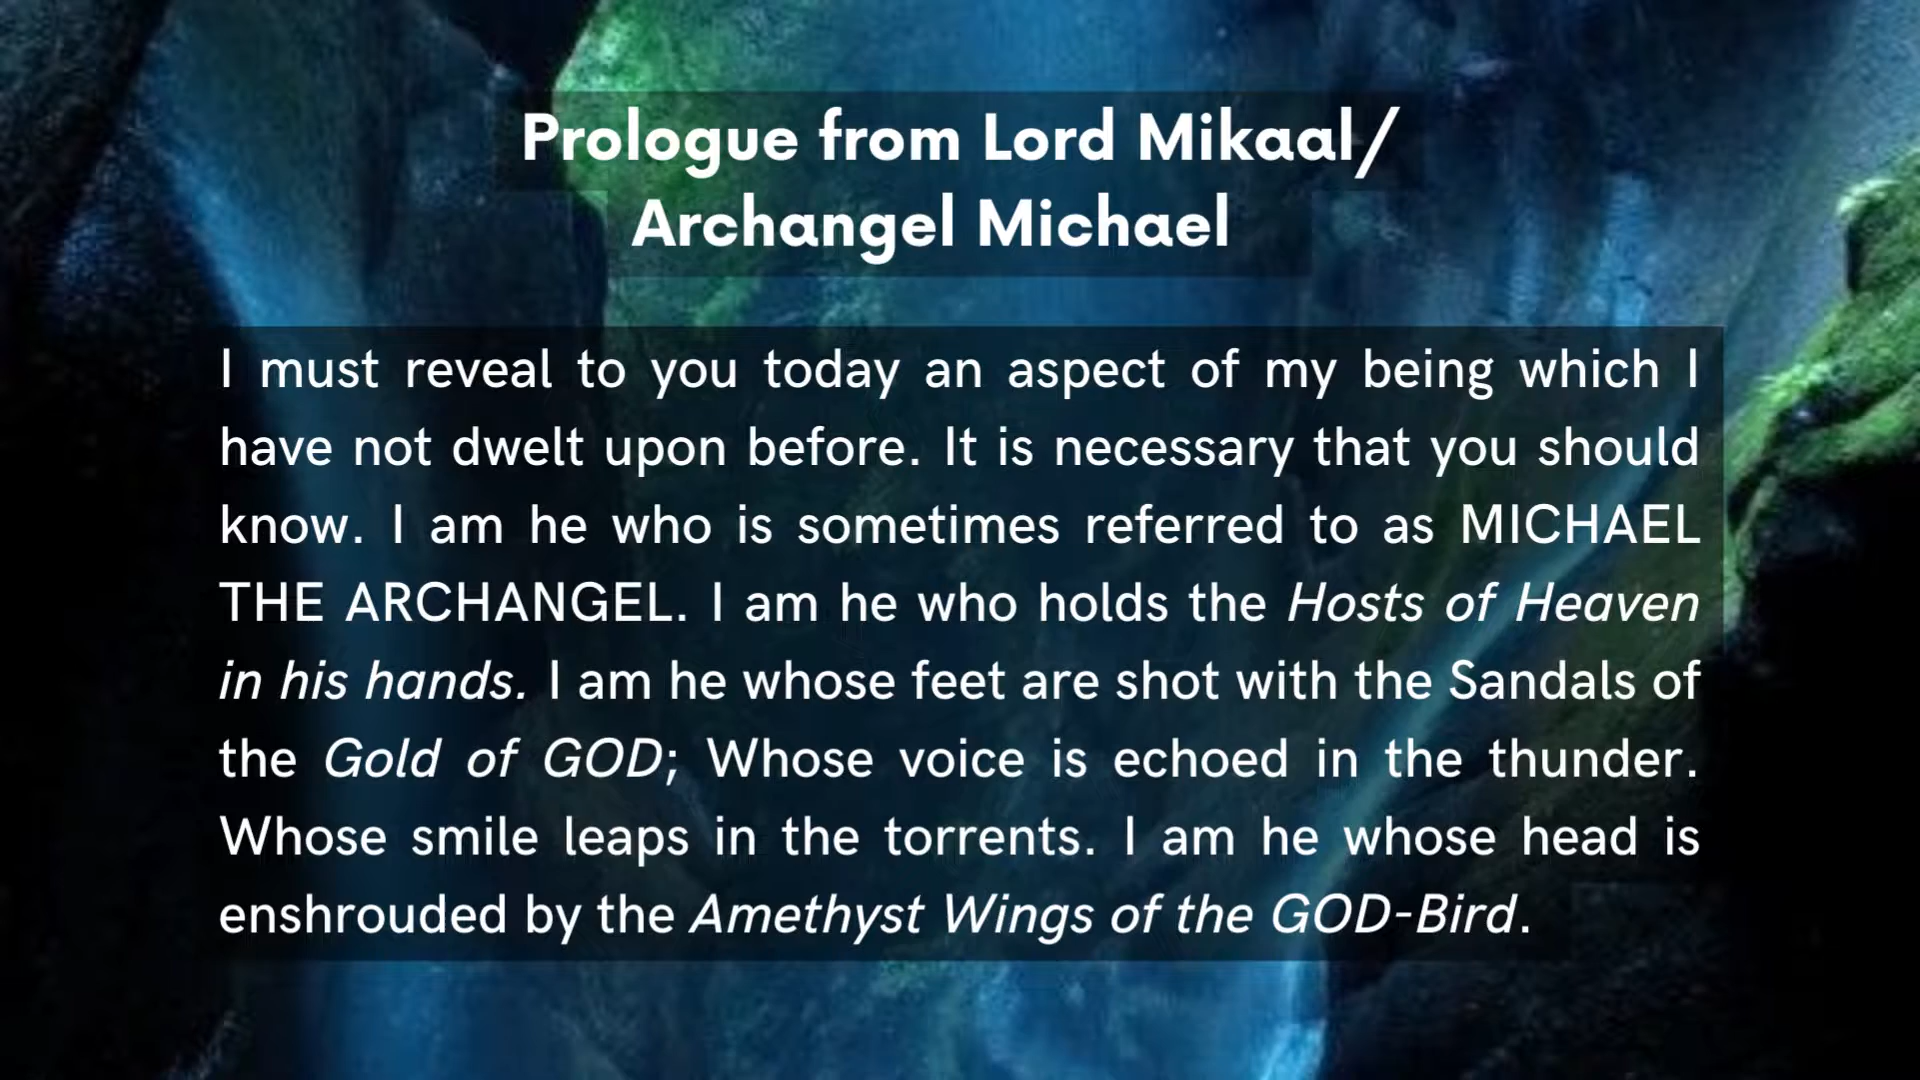 Prologue from Lord Mikaal/
Archangel Michael
I must reveal to you today an aspect of my being which I
have not dwelt upon before. It is necessary that you should
know. I am he who is sometimes referred to as MICHAEL
THE ARCHANGEL. I am he who holds the Hosts of Heaven
in his hands. I am he whose feet are shot with the Sandals of
the Gold of GOD; Whose voice is echoed in the thunder.
Whose smile leaps in the torrents. I am he whose head is
enshrouded by the Amethyst Wings of the GOD-Bird.